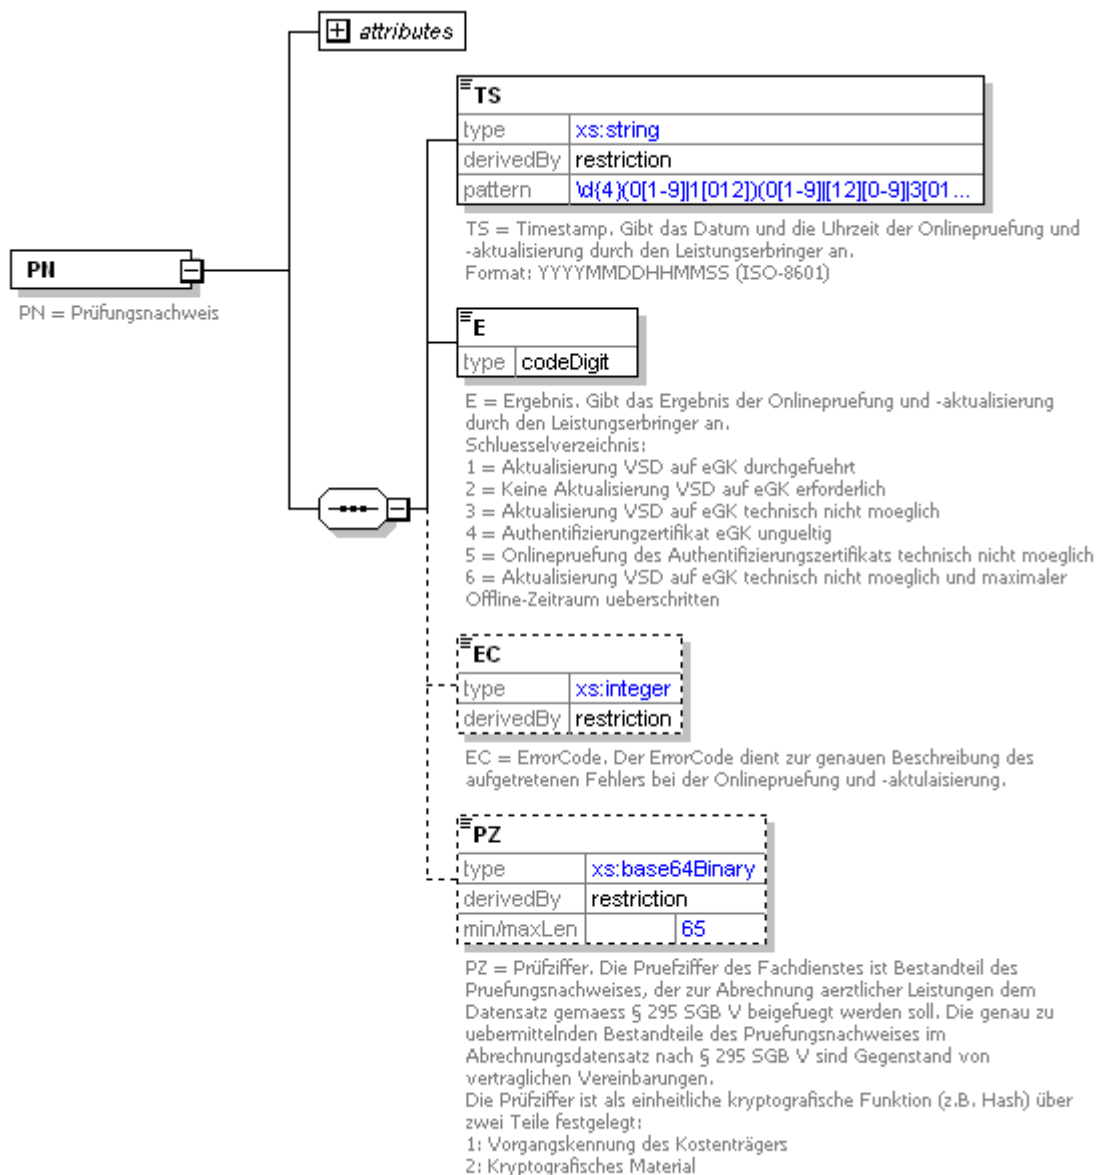 attributes
TS
type xs:string
derivedBy restriction
pattern \d{4}(0[1-9]|1[012])(0[1-9]|[12][0-9]|3[01...
TS = Timestamp. Gibt das Datum und die Uhrzeit der Onlinepruefung und
-aktualisierung durch den Leistungserbringer an.
Format: YYYYMMDDHHMMSS (ISO-8601)
PN
PN = Prüfungsnachweis
E
type codeDigit
E = Ergebnis. Gibt das Ergebnis der Onlinepruefung und -aktualisierung
durch den Leistungserbringer an.
Schluesselverzeichnis:
1 = Aktualisierung VSD auf eGK durchgefuehrt
2 = Keine Aktualisierung VSD auf eGK erforderlich
3 = Aktualisierung VSD auf eGK technisch nicht moeglich
4 = Authentifizierungzertifikat eGK ungueltig
5 = Onlinepruefung des Authentifizierungszertifikats technisch nicht moeglich
6 = Aktualisierung VSD auf eGK technisch nicht moeglich und maximaler
Offline-Zeitraum ueberschritten
EC
type xs:integer
derivedBy restriction
EC = ErrorCode. Der ErrorCode dient zur genauen Beschreibung des
aufgetretenen Fehlers bei der Onlinepruefung und -aktulaisierung.
PZ
type xs:base64Binary
derivedBy restriction
min/maxLen 65
PZ = Prüfziffer. Die Pruefziffer des Fachdienstes ist Bestandteil des
Pruefungsnachweises, der zur Abrechnung aerztlicher Leistungen dem
Datensatz gemaess § 295 SGB V beigefuegt werden soll. Die genau zu
uebermittelnden Bestandteile des Pruefungsnachweises im
Abrechnungsdatensatz nach § 295 SGB V sind Gegenstand von
vertraglichen Vereinbarungen.
Die Prüfziffer ist als einheitliche kryptografische Funktion (z.B. Hash) über
zwei Teile festgelegt:
1: Vorgangskennung des Kostenträgers
2: Kryptografisches Material